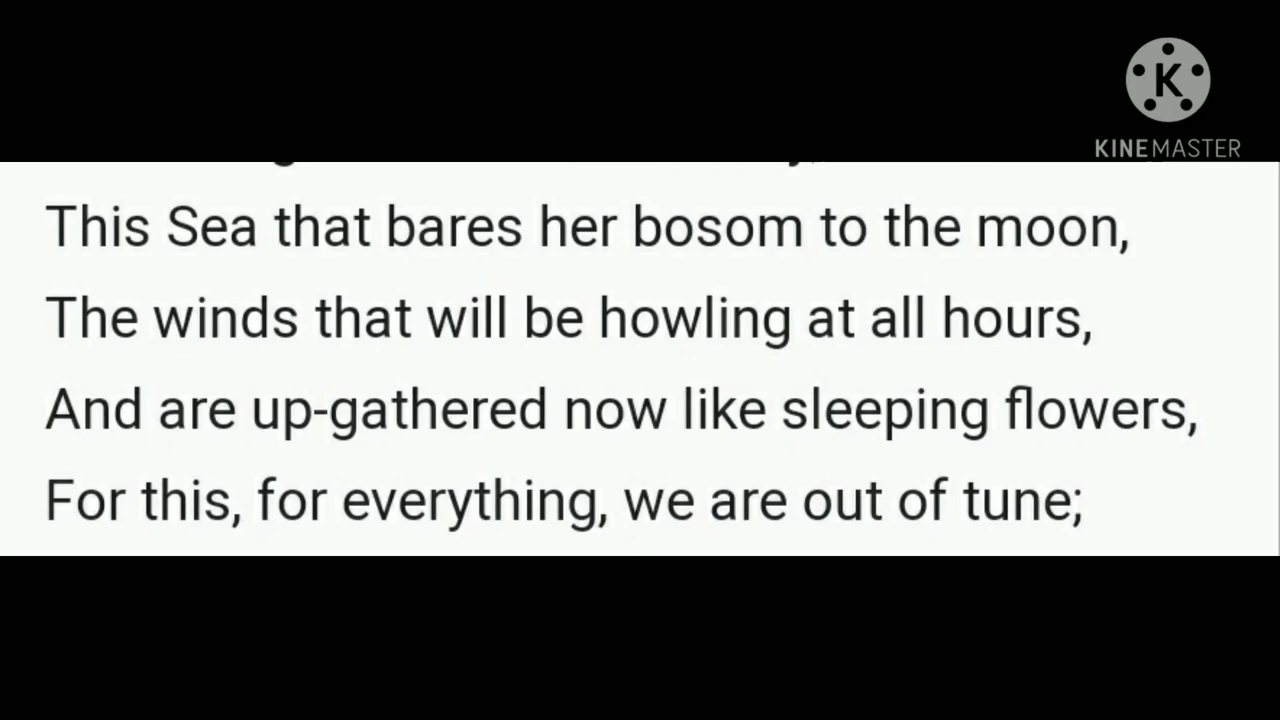 KINEMASTER
This Sea that bares her bosom to the moon,
The winds that will be howling at all hours,
And are up-gathered now like sleeping flowers,
For this, for everything, we are out of tune;